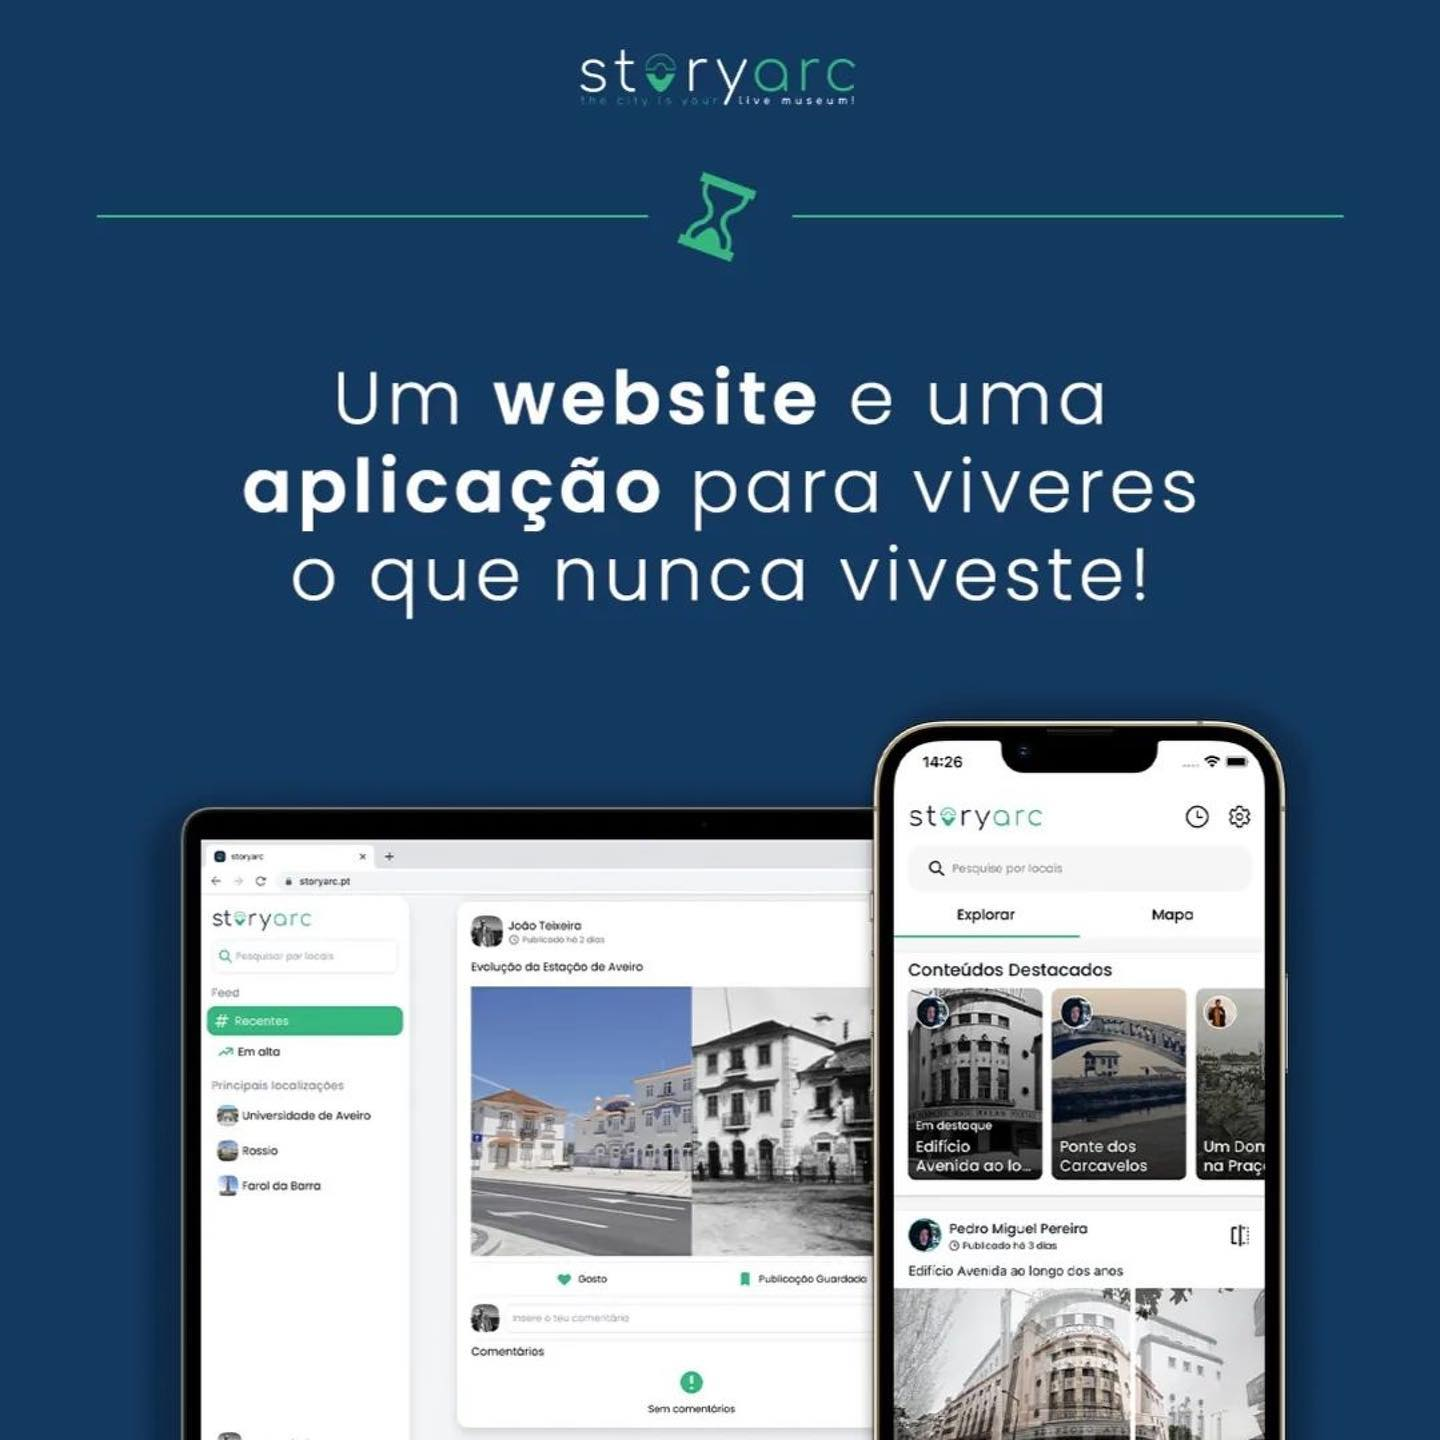 storyarc
the city is your live museum!
Um website e uma
aplicação para viveres
o que nunca viveste!
storyarc
storyarc.pt
storyarc
Pesquisar por locais
Feed
# Recentes
Em alta
Principais localizações
Universidade de Aveiro
Rossio
Farol da Barra
João Teixeira
Publicado há 2 dias
Evolução da Estação de Aveiro
Gosto
Publicação Guardada
Insere o teu comentário
Comentários
Sem comentários
14:26
storyarc
Pesquise por locais
Explorar
Mapa
Conteúdos Destacados
Em destaque
Edifício
Avenida ao lo...
Ponte dos
Carcavelos
Um Dom
na Praç
Pedro Miguel Pereira
Publicado há 3 dias
Edifício Avenida ao longo dos anos